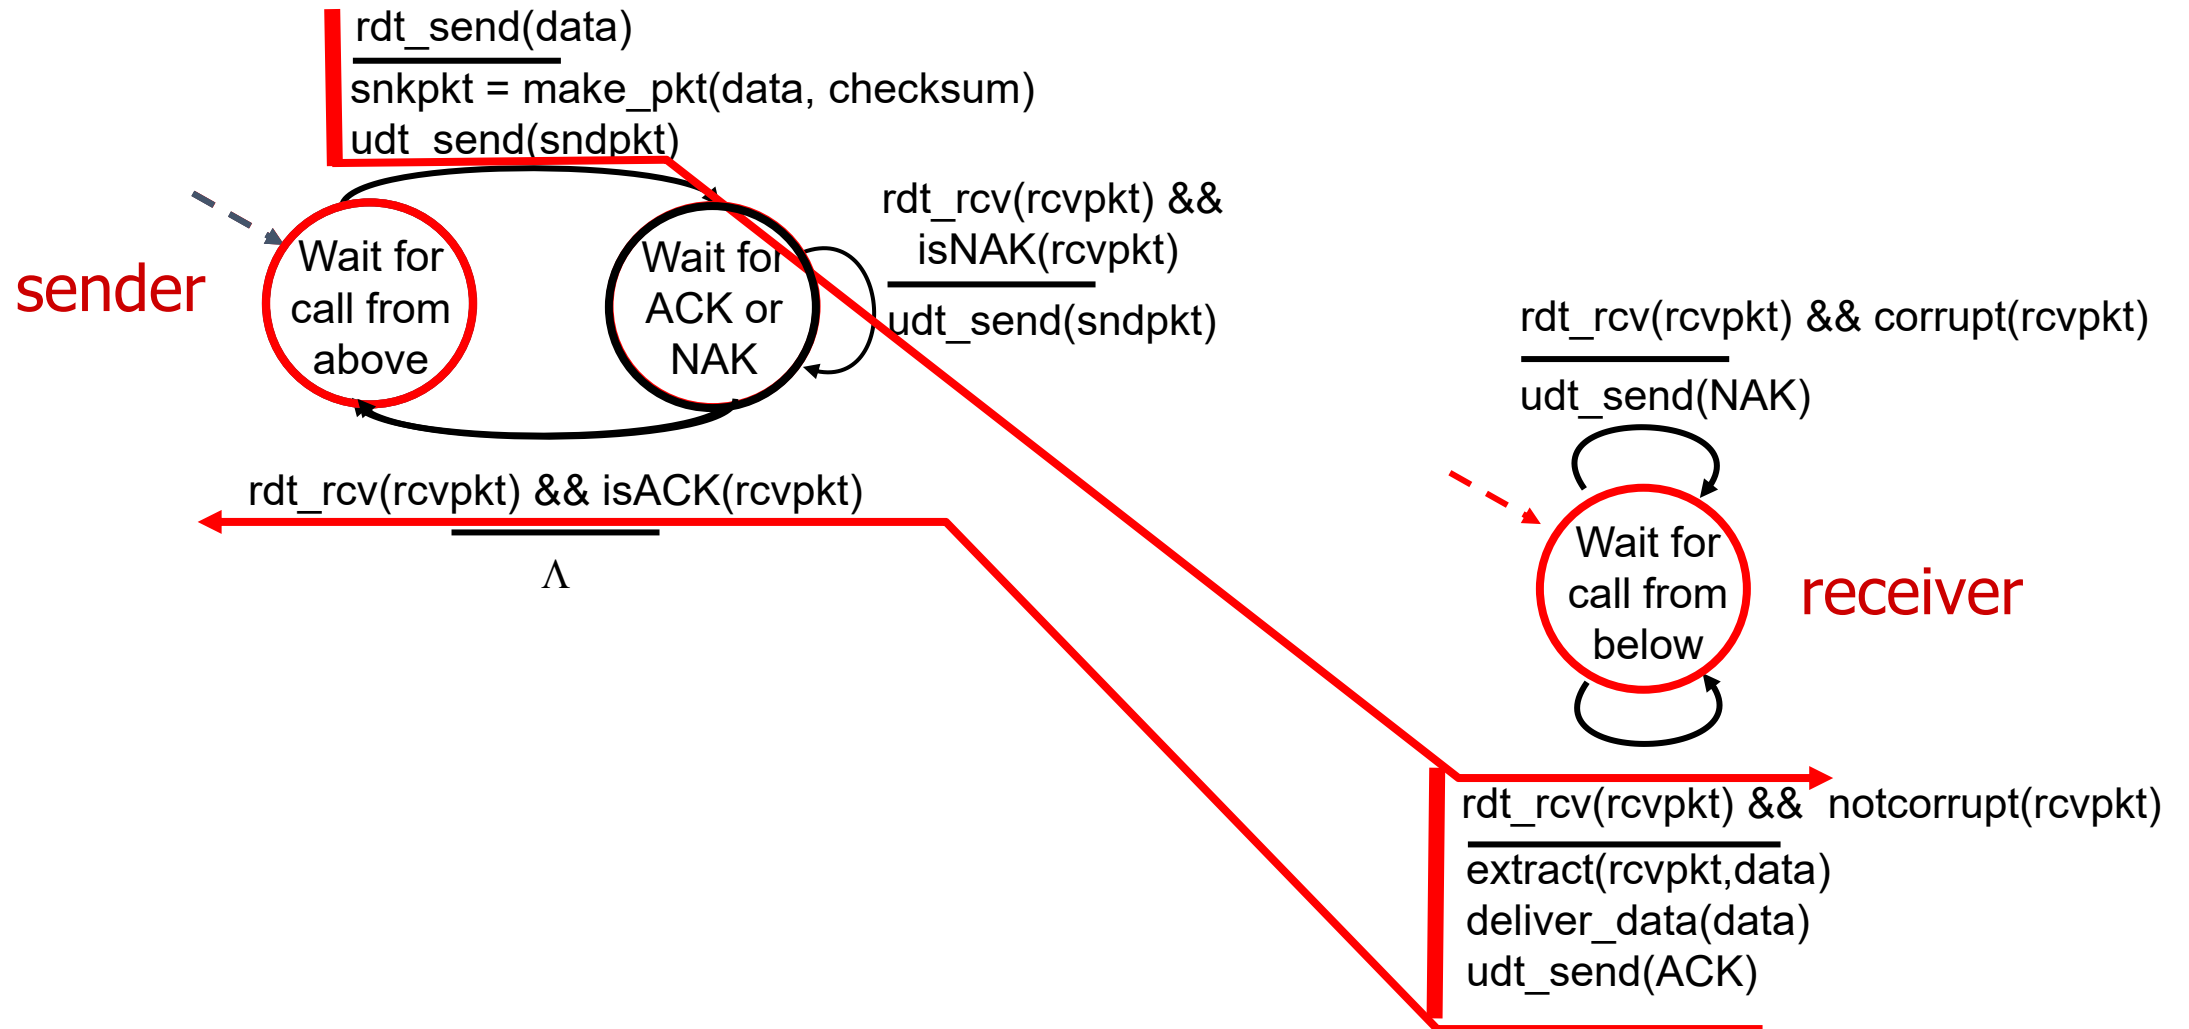 rdt_send(data)
snkpkt = make_pkt(data, checksum)
udt_send(sndpkt)
rdt_rcv(rcvpkt) &&
isNAK(rcvpkt)
udt_send(sndpkt)
sender
Wait for
call from
above
Wait for
ACK or
NAK
rdt_rcv(rcvpkt) && isACK(rcvpkt)
Λ
rdt_rcv(rcvpkt) && corrupt(rcvpkt)
udt_send(NAK)
Wait for
call from
below
receiver
rdt_rcv(rcvpkt) && notcorrupt(rcvpkt)
extract(rcvpkt,data)
deliver_data(data)
udt_send(ACK)